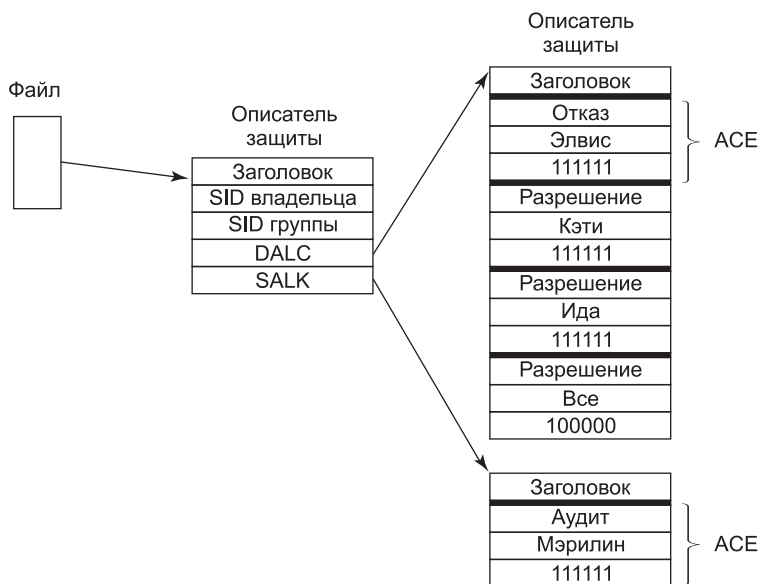 Файл
Описатель
защиты
Заголовок
SID владельца
SID группы
DALC
SALK
Описатель
защиты
Заголовок
Отказ
Элвис
111111
ACE
Разрешение
Кэти
111111
Разрешение
Ида
111111
Разрешение
Все
100000
Заголовок
Аудит
Мэрилин
111111
ACE